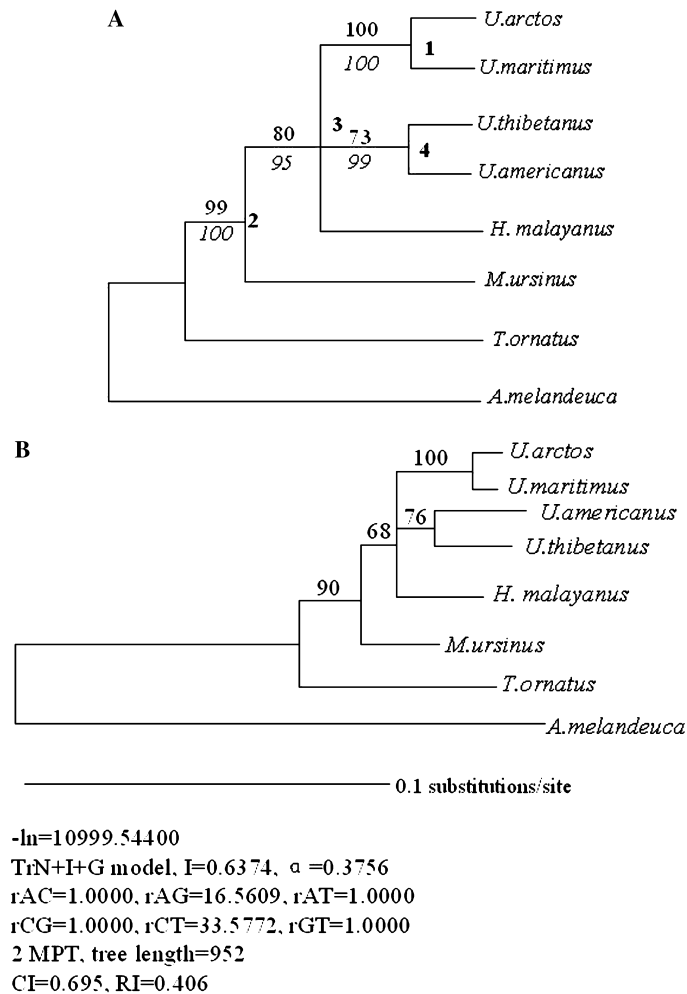 A
U.arctos
100
1
100
U.maritimus
U.thibetanus
3
73
80
4
95
99
U.americanus
99
2
100
H. malayanus
M.ursinus
T.ornatus
A.melandeuca
B
U.arctos
100
U.maritimus
U.americanus
76
68
U.thibetanus
90
H. malayanus
M.ursinus
T.ornatus
A.melandeuca
0.1 substitutions/site
-ln=10999.54400
TrN+I+G model, I=0.6374, α=0.3756
rAC=1.0000, rAG=16.5609, rAT=1.0000
rCG=1.0000, rCT=33.5772, rGT=1.0000
2 MPT, tree length=952
CI=0.695, RI=0.406